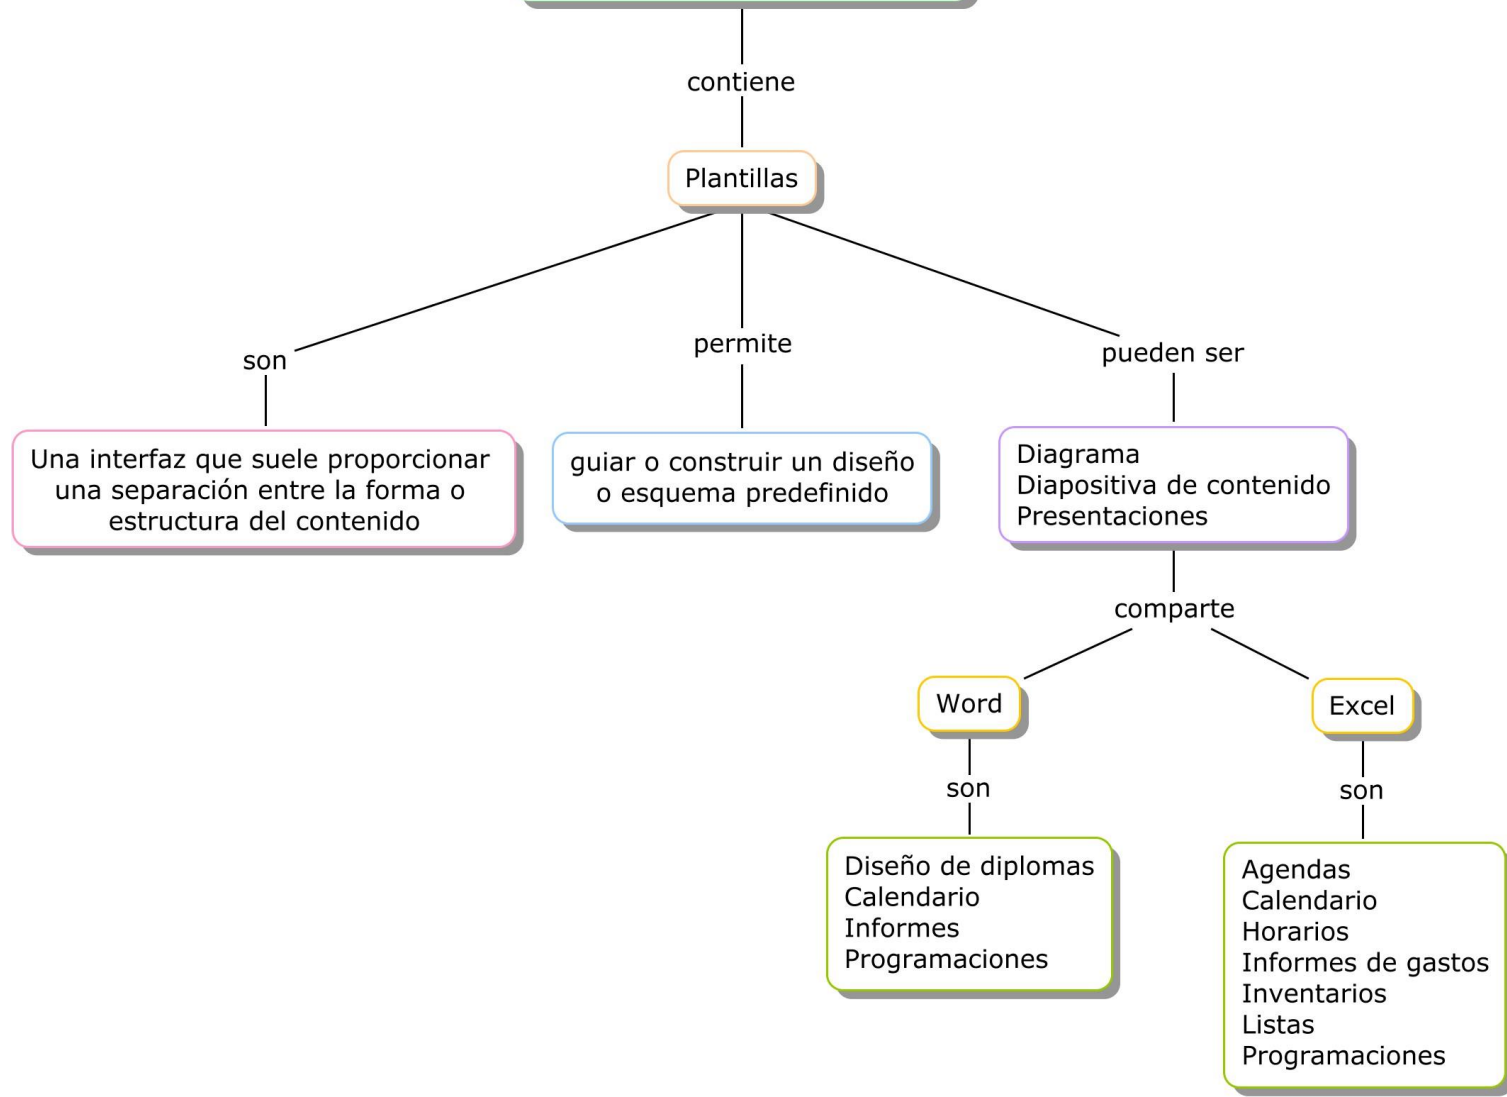 contiene
Plantillas
son
permite
pueden ser
Una interfaz que suele proporcionar
una separación entre la forma o
estructura del contenido
guiar o construir un diseño
o esquema predefinido
Diagrama
Diapositiva de contenido
Presentaciones
comparte
Word
Excel
son
son
Diseño de diplomas
Calendario
Informes
Programaciones
Agendas
Calendario
Horarios
Informes de gastos
Inventarios
Listas
Programaciones